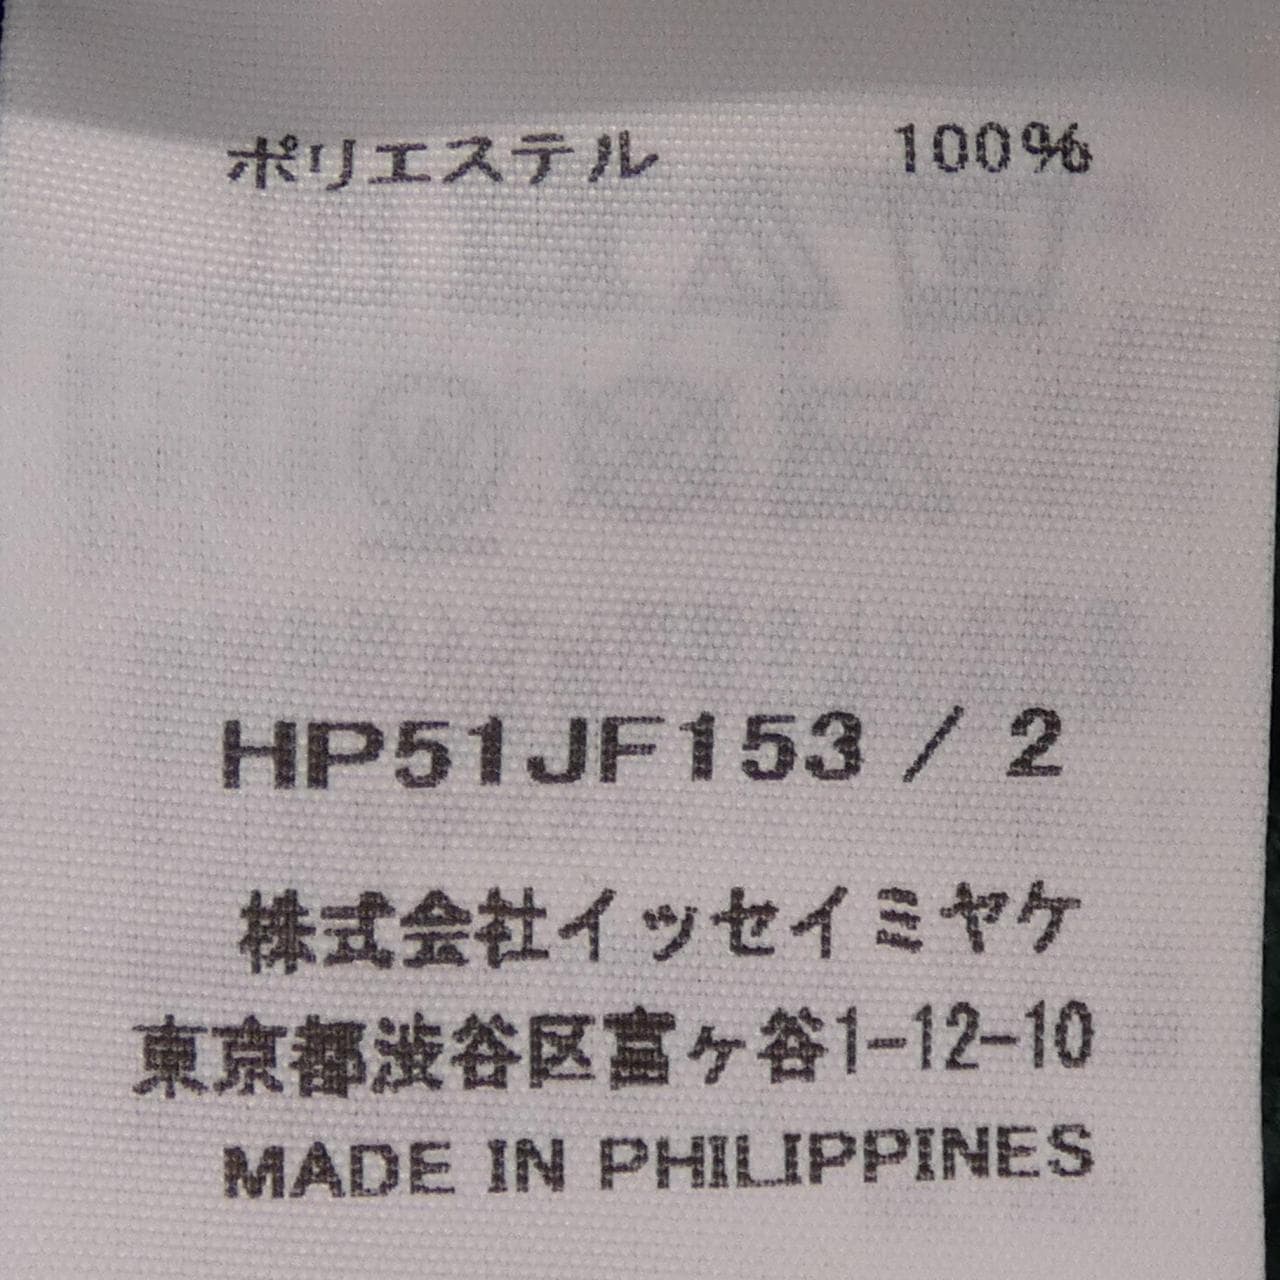 ポリエステル 100%
HP51JF153 / 2
株式会社イッセイミヤケ
東京都渋谷区富ヶ谷1-12-10
MADE IN PHILIPPINES